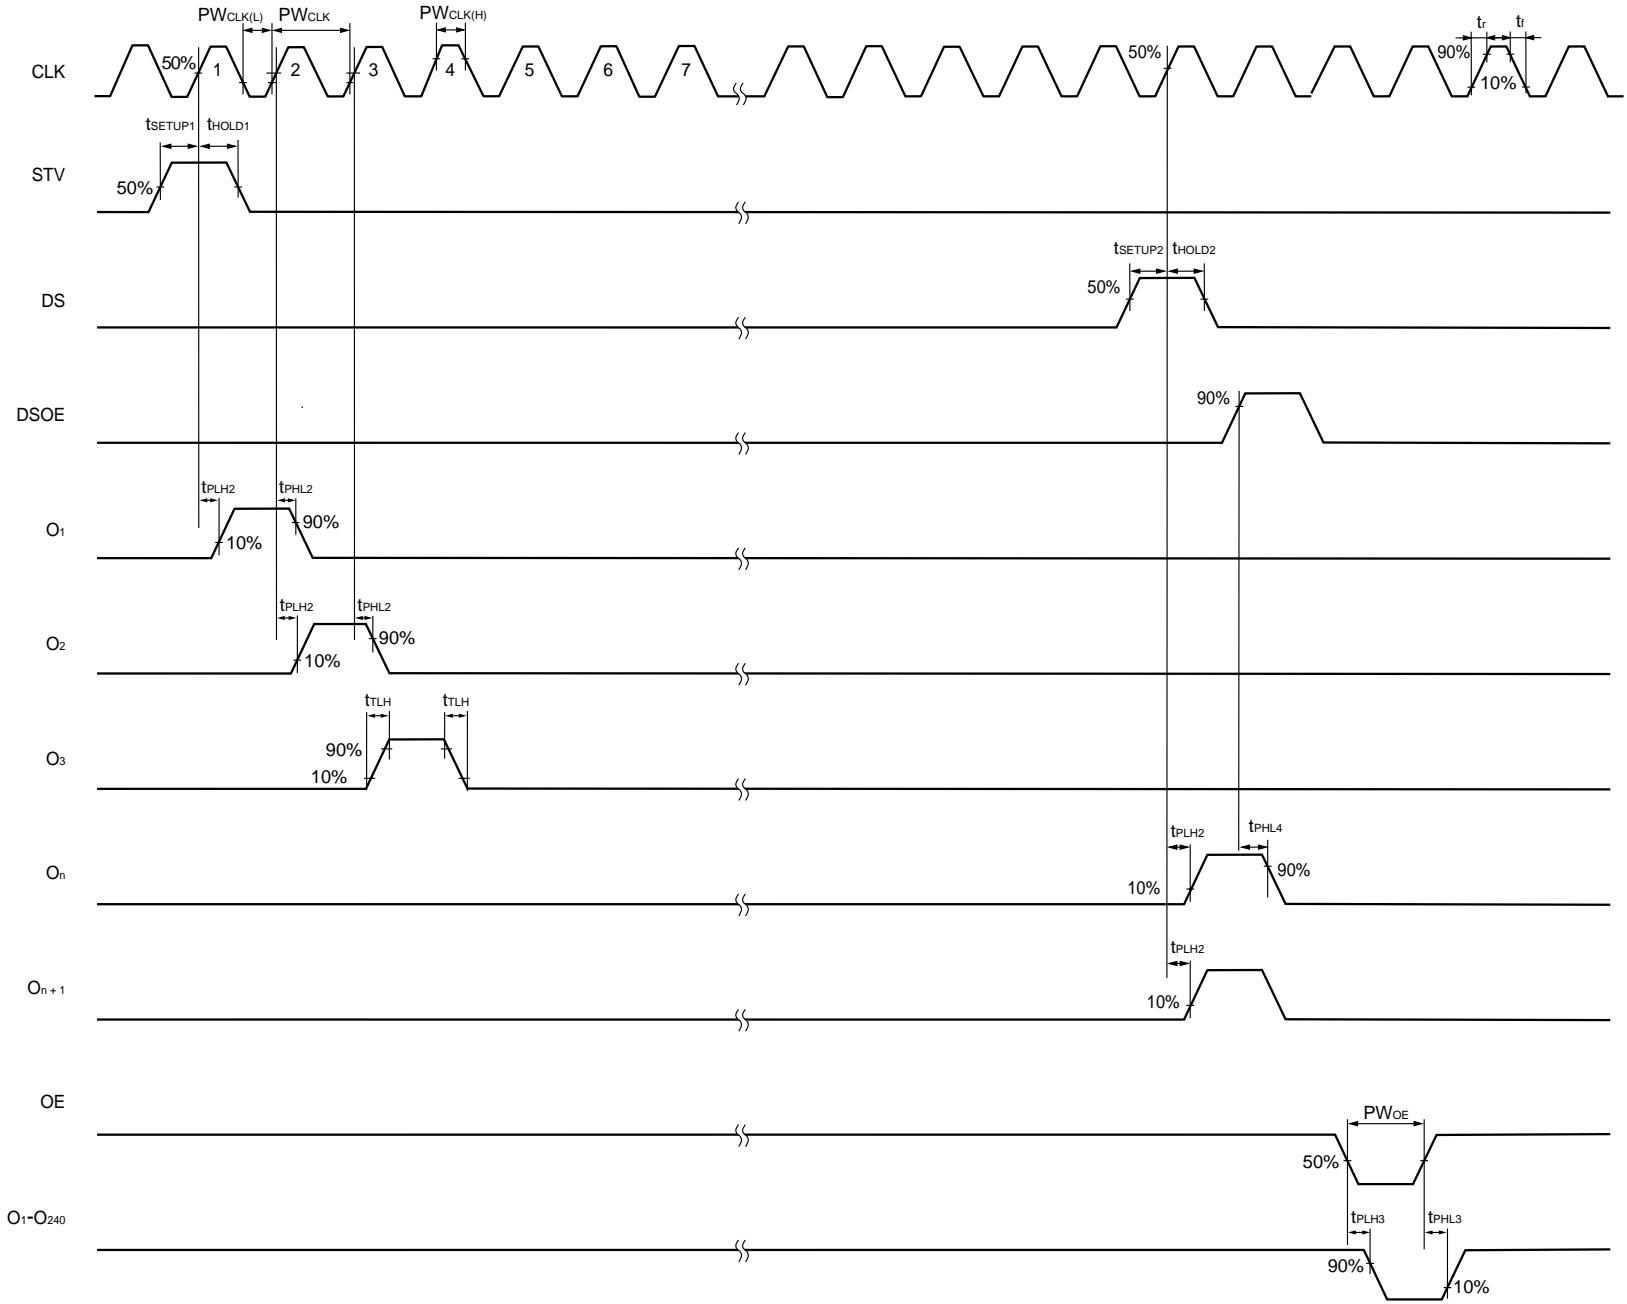 PWCLK(L) PWCLK PWCLK(H) tr tf
CLK 50% 1 2 3 4 5 6 7 50% 90% 10%
tSETUP1 tHOLD1
STV 50%
tSETUP2 tHOLD2
DS 50%
DSOE 90%
tPLH2 tPHL2
O1 10% 90%
tPLH2 tPHL2
O2 10% 90%
tTLH tTLH
O3 90% 10%
tPLH2 tPHL4
On 10% 90%
tPLH2
On + 1 10%
OE PWOE
50%
O1-O240 tPLH3 tPHL3
90% 10%